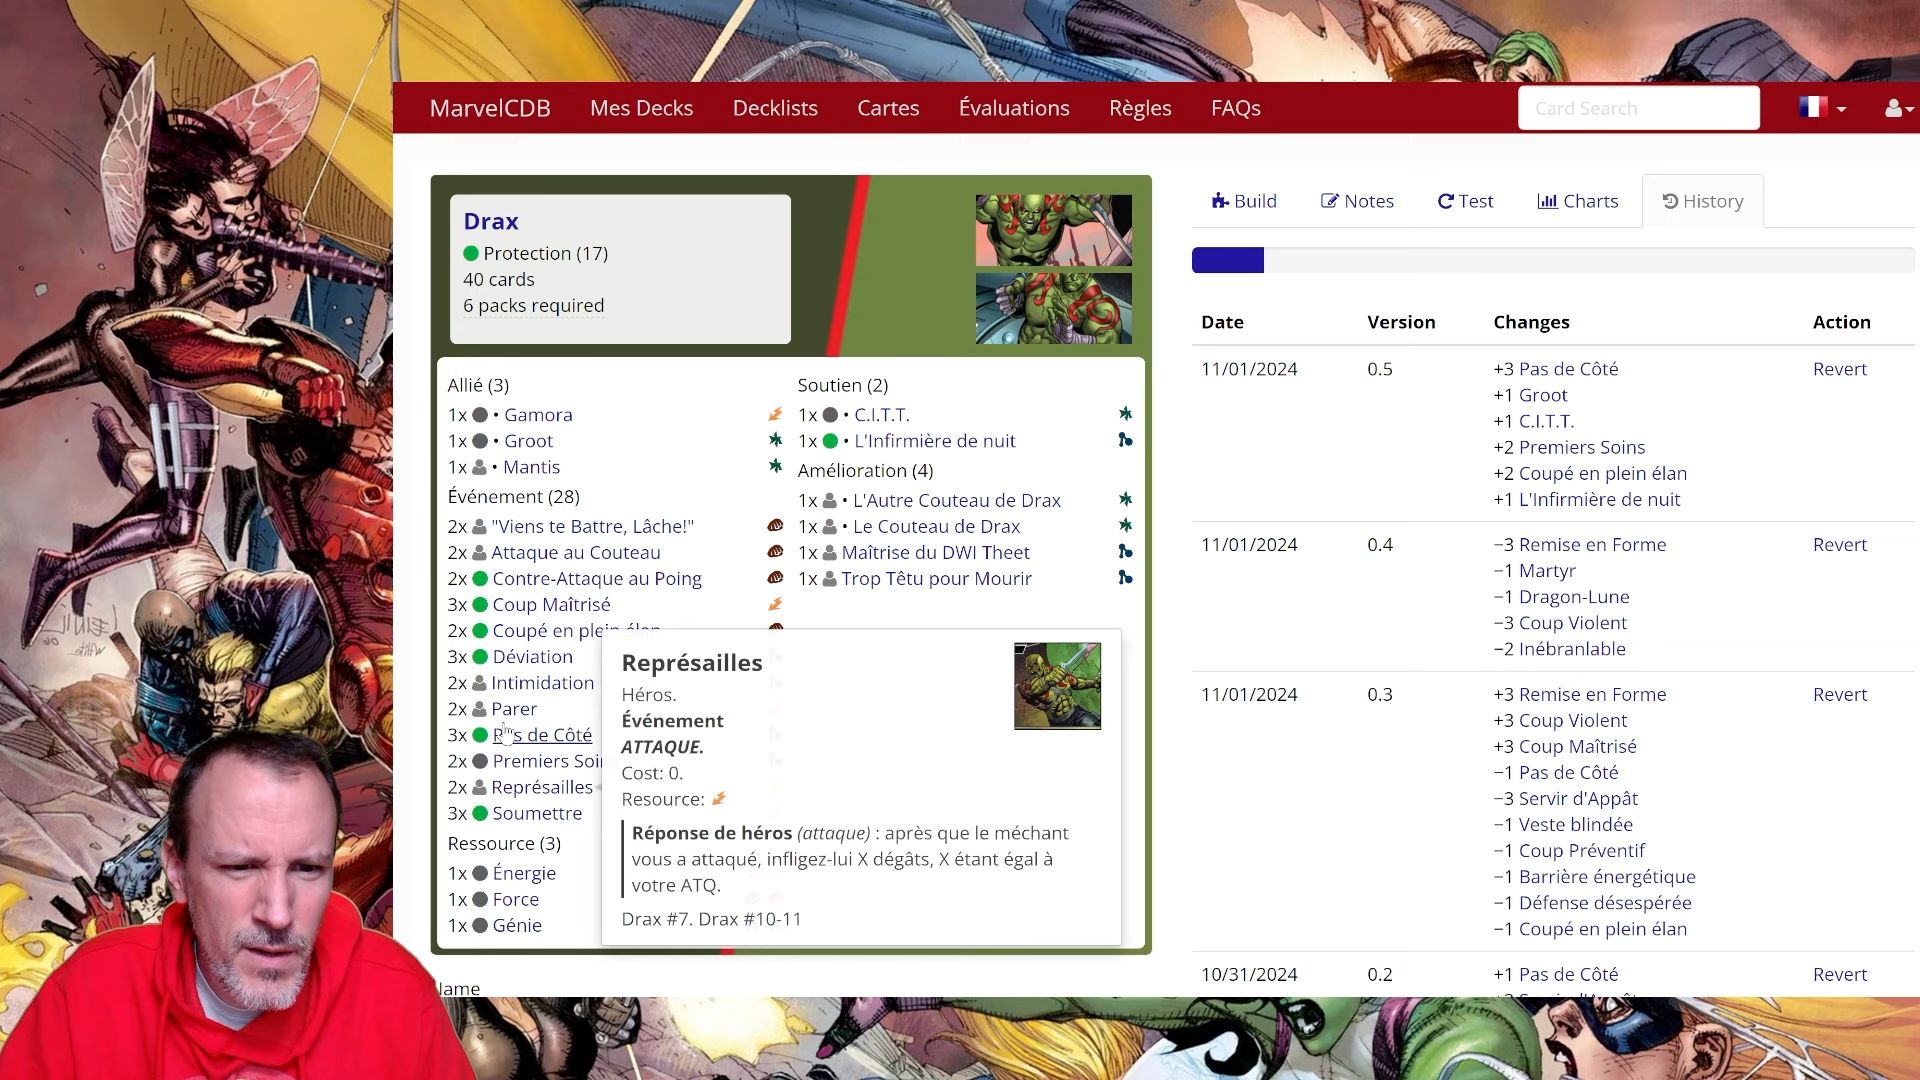 MarvelCDB Mes Decks Decklists Cartes Évaluations Règles FAQs Card Search
Drax
Protection (17)
40 cards
6 packs required
Allié (3)
1x • Gamora
1x • Groot
1x • Mantis
Événement (28)
2x "Viens te Battre, Lâche!"
2x Attaque au Couteau
2x Contre-Attaque au Poing
3x Coup Maîtrisé
2x Coupé en plein élan
3x Déviation
2x Intimidation
2x Parer
3x Pas de Côté
2x Premiers Soins
2x Représailles
3x Soumettre
Ressource (3)
1x Énergie
1x Force
1x Génie
Soutien (2)
1x • C.I.T.T.
1x • L'Infirmière de nuit
Amélioration (4)
1x • L'Autre Couteau de Drax
1x • Le Couteau de Drax
1x Maîtrise du DWI Theet
1x Trop Têtu pour Mourir
Représailles
Héros.
Événement
ATTAQUE.
Cost: 0.
Resource:
Réponse de héros (attaque) : après que le méchant
vous a attaqué, infligez-lui X dégâts, X étant égal à
votre ATQ.
Drax #7. Drax #10-11
Build Notes Test Charts History
Date Version Changes Action
11/01/2024 0.5 +3 Pas de Côté Revert
+1 Groot
+1 C.I.T.T.
+2 Premiers Soins
+2 Coupé en plein élan
+1 L'Infirmière de nuit
11/01/2024 0.4 −3 Remise en Forme Revert
−1 Martyr
−1 Dragon-Lune
−3 Coup Violent
−2 Inébranlable
11/01/2024 0.3 +3 Remise en Forme Revert
+3 Coup Violent
+3 Coup Maîtrisé
−1 Pas de Côté
−3 Servir d'Appât
−1 Veste blindée
−1 Coup Préventif
−1 Barrière énergétique
−1 Défense désespérée
−1 Coupé en plein élan
10/31/2024 0.2 +1 Pas de Côté Revert